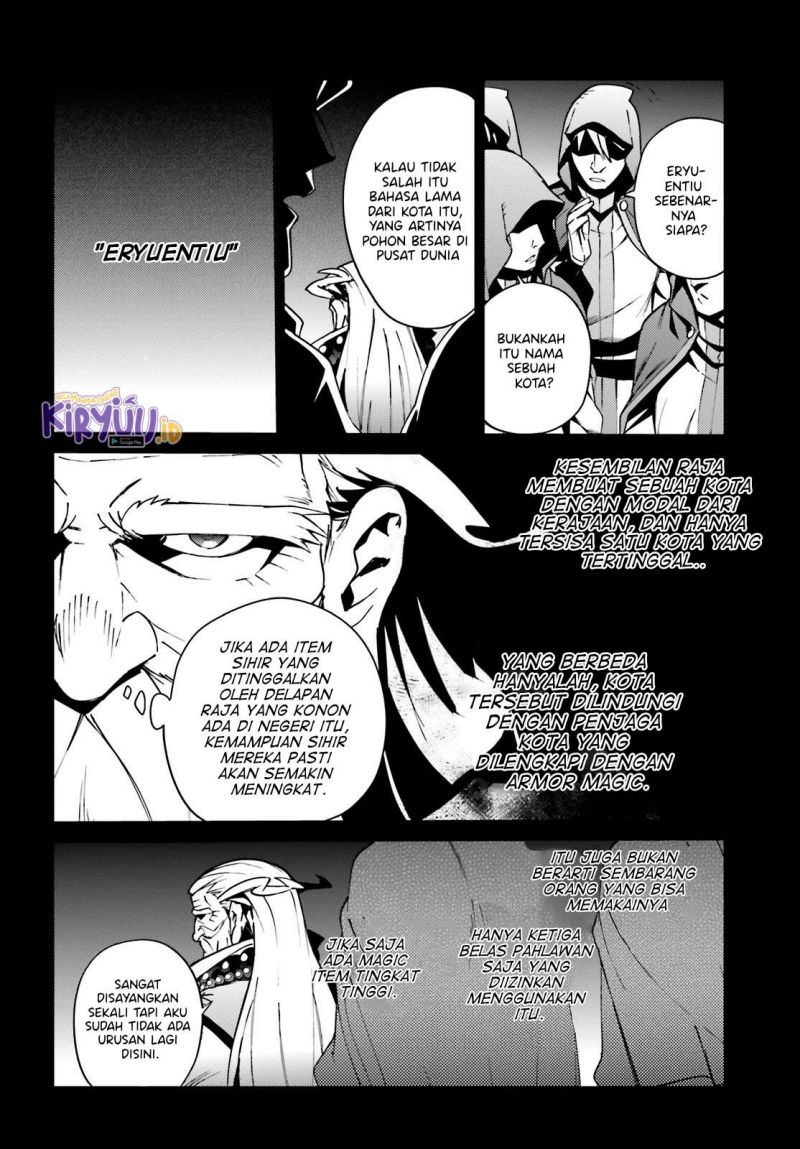 ERYU-
ENTIU
SEBENAR-
NYA
SIAPA?
BUKANKAH
ITU NAMA
SEBUAH
KOTA?
KALAU TIDAK
SALAH ITU
BAHASA LAMA
DARI KOTA ITU,
YANG ARTINYA
POHON BESAR DI
PUSAT DUNIA
"ERYUENTIU"
BACA MANGA ONLINE
KIRYUU.ID
Google Play
KESEMBILAN RAJA
MEMBUAT SEBUAH KOTA
DENGAN MODAL DARI
KERAJAAN, DAN HANYA
TERSISA SATU KOTA YANG
TERTINGGAL..
YANG BERBEDA
HANYALAH, KOTA
TERSEBUT DILINDUNGI
DENGAN PENJAGA
KOTA YANG
DILENGKAPI DENGAN
ARMOR MAGIC.
JIKA ADA ITEM
SIHIR YANG
DITINGGALKAN
OLEH DELAPAN
RAJA YANG KONON
ADA DI NEGERI ITU,
KEMAMPUAN SIHIR
MEREKA PASTI
AKAN SEMAKIN
MENINGKAT.
ITU JUGA BUKAN
BERARTI SEMBARANG
ORANG YANG BISA
MEMAKAINYA
HANYA KETIGA
BELAS PAHLAWAN
SAJA YANG
DIIZINKAN
MENGGUNAKAN
ITU.
JIKA SAJA
ADA MAGIC
ITEM TINGKAT
TINGGI.
SANGAT
DISAYANGKAN
SEKALI TAPI AKU
SUDAH TIDAK ADA
URUSAN LAGI
DISINI.